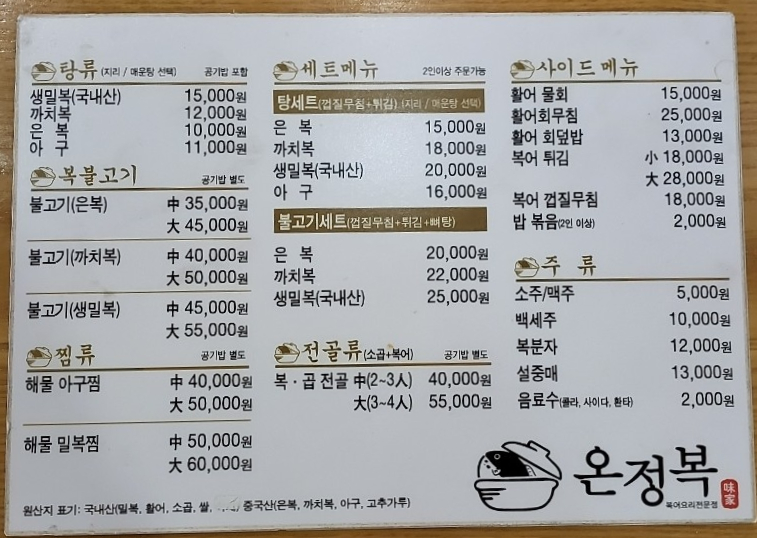 탕류 (지리 / 매운탕 선택) 공기밥 포함
생밀복(국내산) 15,000원
까치복 12,000원
은 복 10,000원
아 구 11,000원
복불고기 공기밥 별도
불고기(은복) 中 35,000원
大 45,000원
불고기(까치복) 中 40,000원
大 50,000원
불고기(생밀복) 中 45,000원
大 55,000원
찜류 공기밥 별도
해물 아구찜 中 40,000원
大 50,000원
해물 밀복찜 中 50,000원
大 60,000원
세트메뉴 2인이상 주문가능
탕세트(껍질무침+튀김) (지리 / 매운탕 선택)
은 복 15,000원
까치복 18,000원
생밀복(국내산) 20,000원
아 구 16,000원
불고기세트(껍질무침+튀김+뼈탕)
은 복 20,000원
까치복 22,000원
생밀복(국내산) 25,000원
전골류(소곱+복어) 공기밥 별도
복·곱 전골 中(2~3人) 40,000원
大(3~4人) 55,000원
사이드메뉴
활어 물회 15,000원
활어회무침 25,000원
활어 회덮밥 13,000원
복어 튀김 小 18,000원
大 28,000원
복어 껍질무침 18,000원
밥 볶음(2인 이상) 2,000원
주 류
소주/맥주 5,000원
백세주 10,000원
복분자 12,000원
설중매 13,000원
음료수(콜라, 사이다, 환타) 2,000원
온정복
복어요리전문점
味家
원산지 표기: 국내산(밀복, 활어, 소곱, 쌀, 중국산(은복, 까치복, 아구, 고추가루)